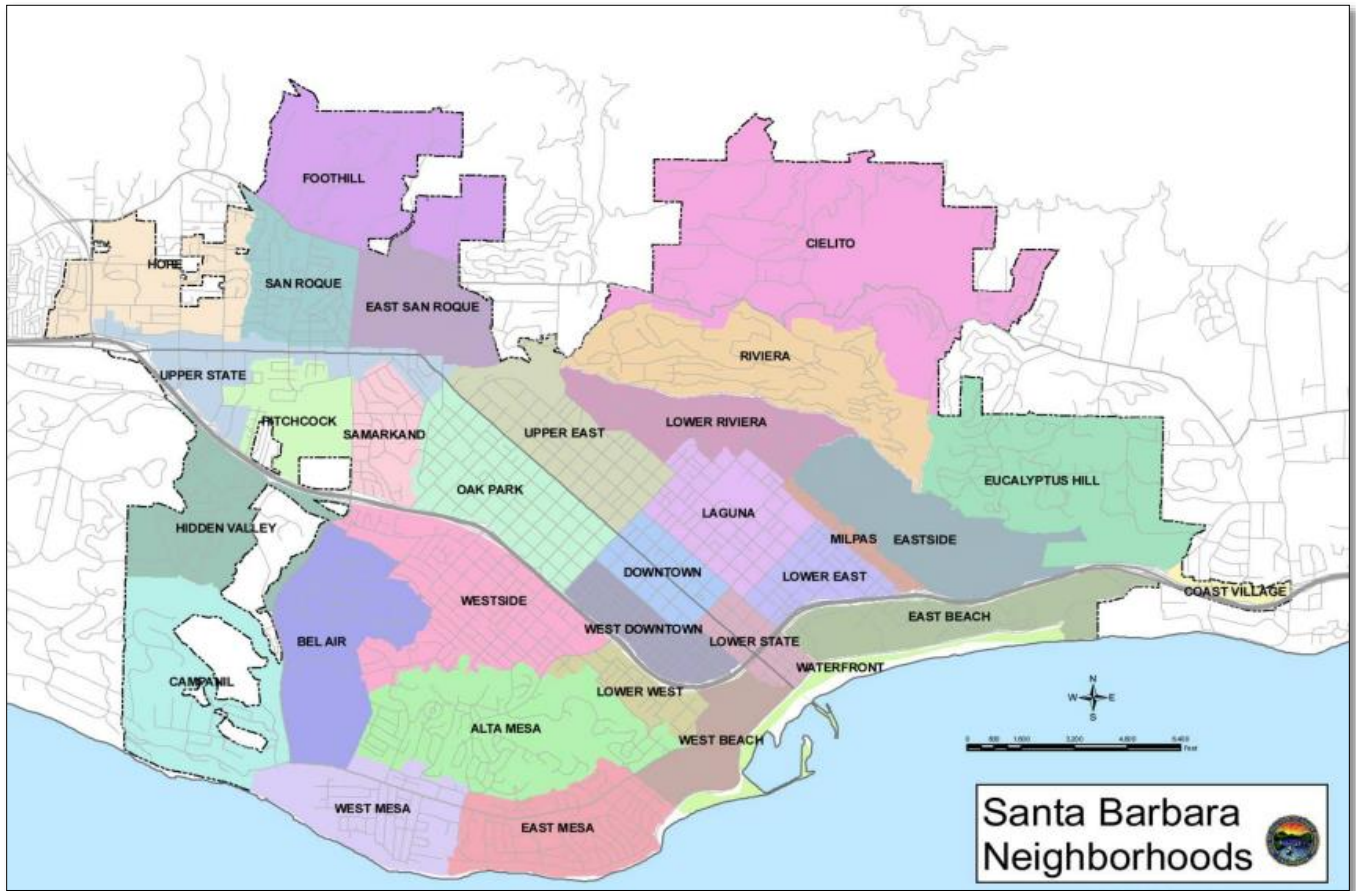 FOOTHILL
CIELITO
HOPE
SAN ROQUE
EAST SAN ROQUE
RIVIERA
UPPER STATE
HITCHCOCK
SAMARKAND
UPPER EAST
LOWER RIVIERA
OAK PARK
EUCALYPTUS HILL
LAGUNA
HIDDEN VALLEY
MILPAS
EASTSIDE
DOWNTOWN
LOWER EAST
COAST VILLAGE
WESTSIDE
EAST BEACH
WEST DOWNTOWN
BEL AIR
LOWER STATE
WATERFRONT
CAMPANIL
LOWER WEST
N
W E
S
ALTA MESA
WEST BEACH
Feet
WEST MESA
EAST MESA
Santa Barbara
Neighborhoods